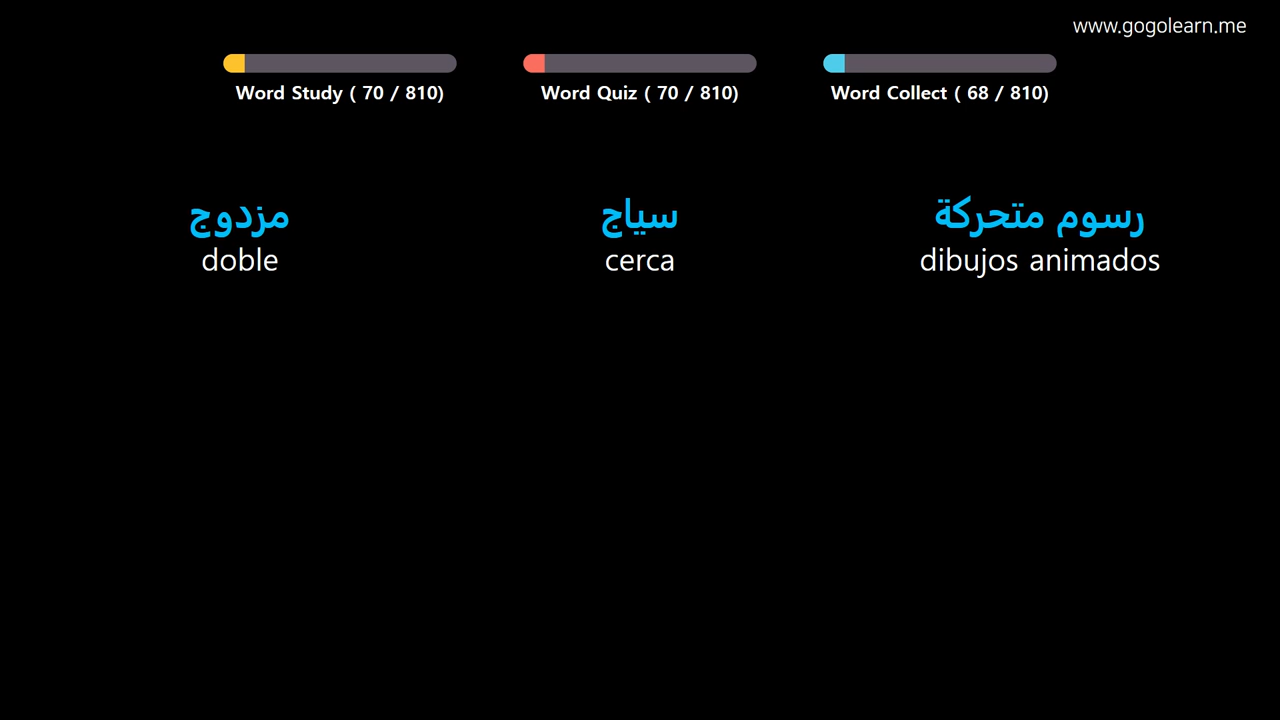 www.gogolearn.me
Word Study ( 70 / 810)
Word Quiz ( 70 / 810)
Word Collect ( 68 / 810)
مزدوج
doble
سياج
cerca
رسوم متحركة
dibujos animados